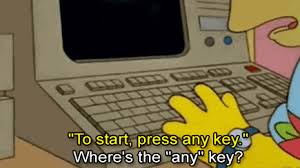 "To start, press any key."
Where's the "any" key?